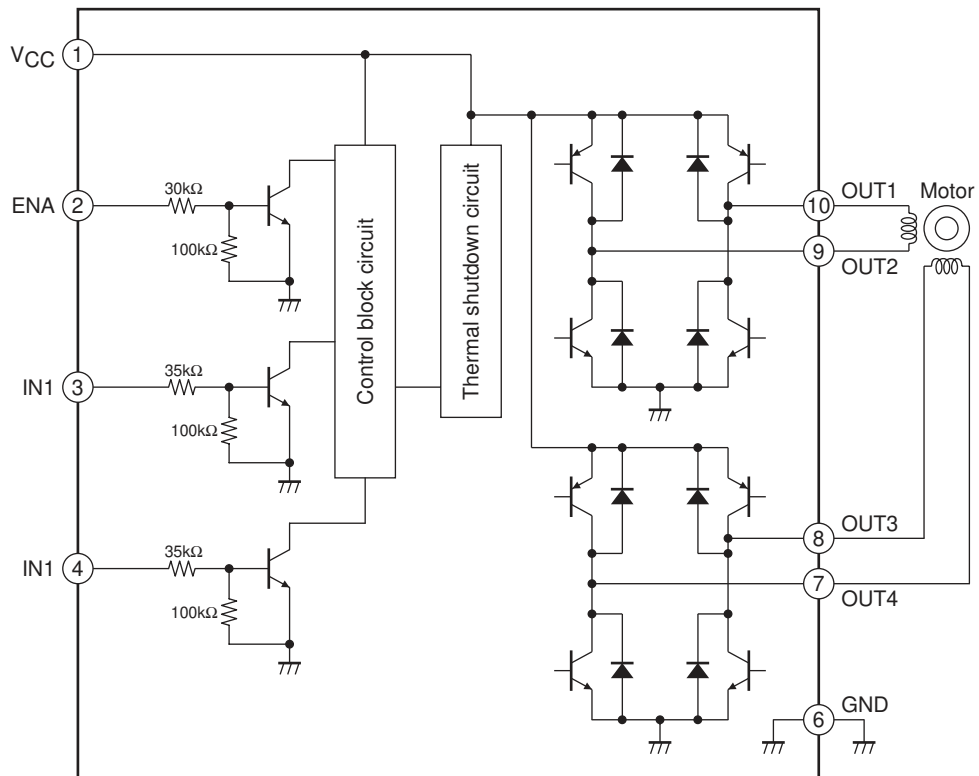 VCC 1
ENA 2
30kΩ
100kΩ
IN1 3
35kΩ
100kΩ
IN1 4
35kΩ
100kΩ
Control block circuit
Thermal shutdown circuit
10 OUT1
Motor
9 OUT2
8 OUT3
7 OUT4
6 GND